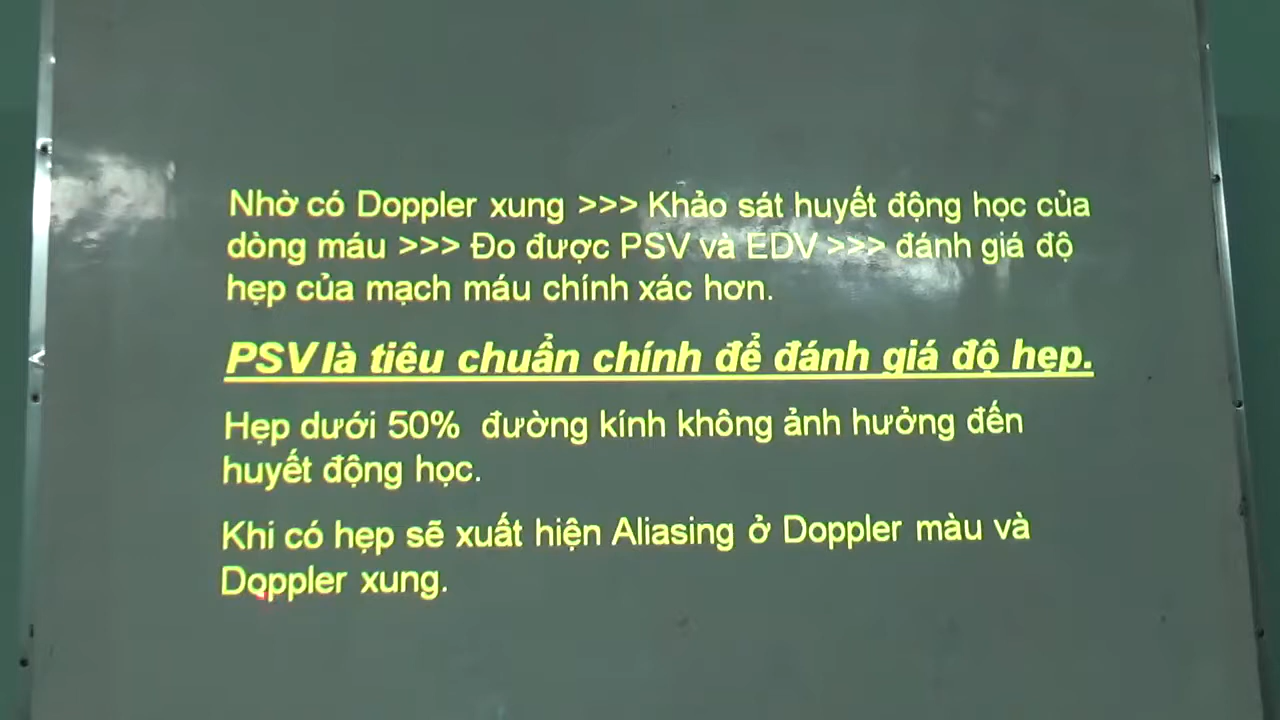 Nhờ có Doppler xung >>> Khảo sát huyết động học của
dòng máu >>> Đo được PSV và EDV >>> đánh giá độ
hẹp của mạch máu chính xác hơn.
PSV là tiêu chuẩn chính để đánh giá độ hẹp.
Hẹp dưới 50% đường kính không ảnh hưởng đến
huyết động học.
Khi có hẹp sẽ xuất hiện Aliasing ở Doppler màu và
Doppler xung.